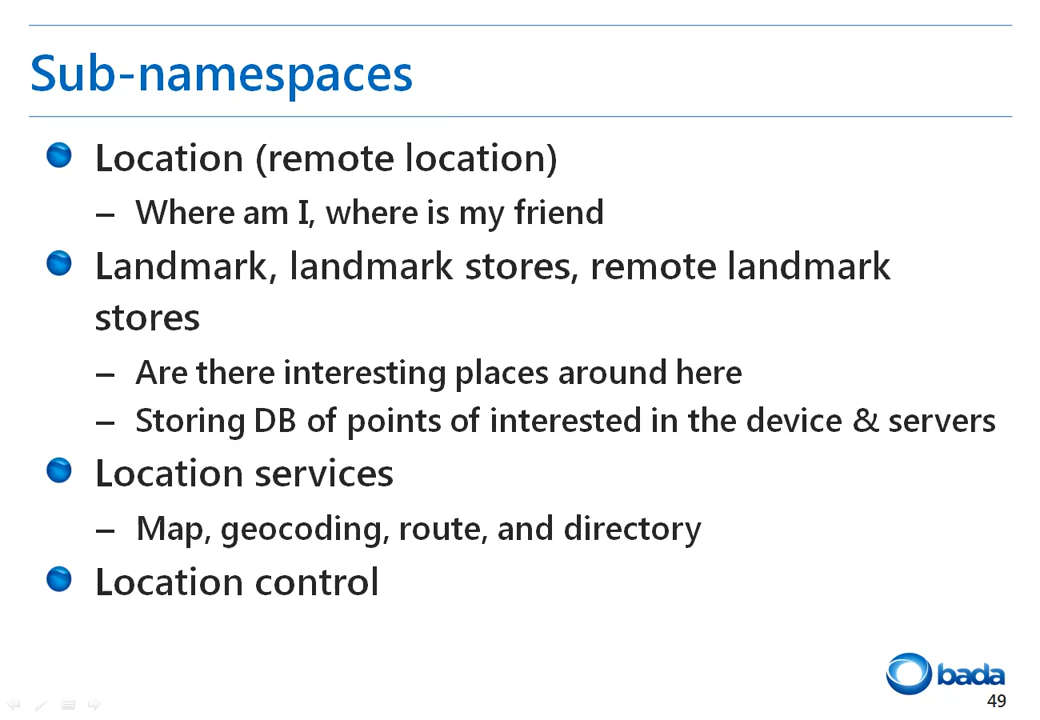 Sub-namespaces
Location (remote location)
– Where am I, where is my friend
Landmark, landmark stores, remote landmark
stores
– Are there interesting places around here
– Storing DB of points of interested in the device & servers
Location services
– Map, geocoding, route, and directory
Location control
bada
49